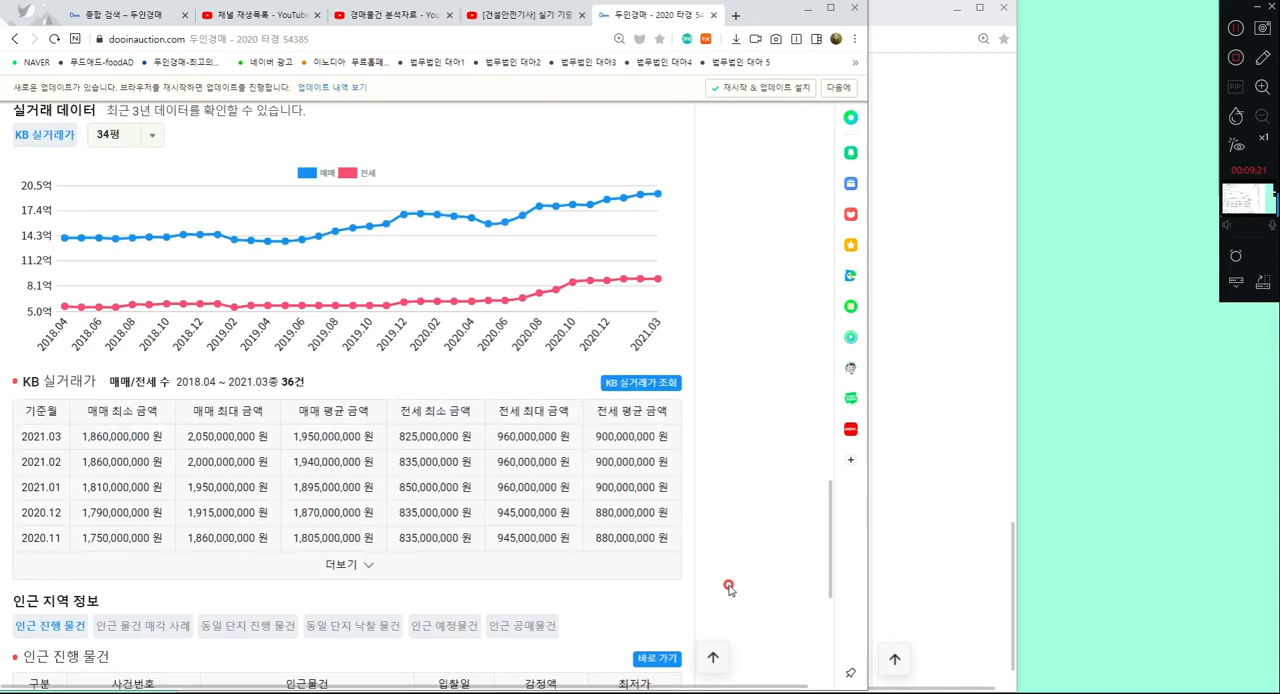 종합 검색 – 두인경매
채널 재생목록 - YouTub
경매물건 분석자료 - You
[건설안전기사] 실기 기출
두인경매 - 2020 타경 54
dooinauction.com 두인경매 - 2020 타경 54385
NAVER
푸드애드-foodAD
두인경매-최고의...
네이버 광고
이노디아 무료홈페...
법무법인 대아1
법무법인 대아 2
법무법인 대아3
법무법인 대아4
법무법인 대아 5
새로운 업데이트가 있습니다. 브라우저를 재시작하면 업데이트를 진행합니다. 업데이트 내역 보기
재시작 & 업데이트 설치
다음에
실거래 데이터 최근 3년 데이터를 확인할 수 있습니다.
KB 실거래가 34평
매매 전세
20.5억
17.4억
14.3억
11.2억
8.1억
5.0억
2018.04 2018.06 2018.08 2018.10 2018.12 2019.02 2019.04 2019.06 2019.08 2019.10 2019.12 2020.02 2020.04 2020.06 2020.08 2020.10 2020.12 2021.03
KB 실거래가 매매/전세 수 2018.04 ~ 2021.03총 36건 KB 실거래가 조회
기준월 매매 최소 금액 매매 최대 금액 매매 평균 금액 전세 최소 금액 전세 최대 금액 전세 평균 금액
2021.03 1,860,000,000 원 2,050,000,000 원 1,950,000,000 원 825,000,000 원 960,000,000 원 900,000,000 원
2021.02 1,860,000,000 원 2,000,000,000 원 1,940,000,000 원 835,000,000 원 960,000,000 원 900,000,000 원
2021.01 1,810,000,000 원 1,950,000,000 원 1,895,000,000 원 850,000,000 원 960,000,000 원 900,000,000 원
2020.12 1,790,000,000 원 1,915,000,000 원 1,870,000,000 원 835,000,000 원 945,000,000 원 880,000,000 원
2020.11 1,750,000,000 원 1,860,000,000 원 1,805,000,000 원 835,000,000 원 945,000,000 원 880,000,000 원
더보기
인근 지역 정보
인근 진행 물건 인근 물건 매각 사례 동일 단지 진행 물건 동일 단지 낙찰 물건 인근 예정물건 인근 공매물건
인근 진행 물건 바로 가기
구분 사건번호 인근물건 입찰일 감정액 최저가
PIP
x1
00:09:21